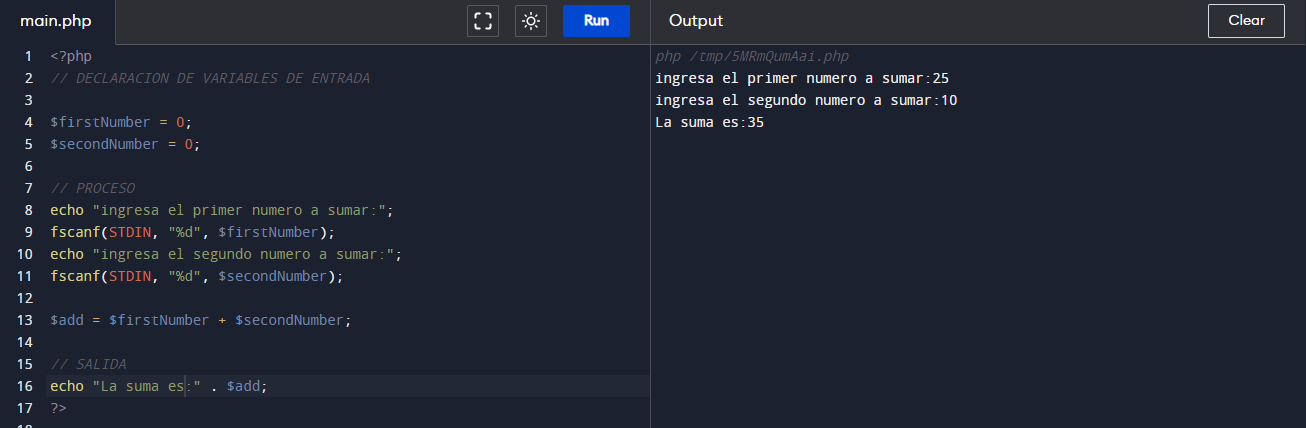 main.php
Run
Output
Clear
1 <?php
2 // DECLARACION DE VARIABLES DE ENTRADA
3
4 $firstNumber = 0;
5 $secondNumber = 0;
6
7 // PROCESO
8 echo "ingresa el primer numero a sumar:";
9 fscanf(STDIN, "%d", $firstNumber);
10 echo "ingresa el segundo numero a sumar:";
11 fscanf(STDIN, "%d", $secondNumber);
12
13 $add = $firstNumber + $secondNumber;
14
15 // SALIDA
16 echo "La suma es:" . $add;
17 ?>
php /tmp/5MRmQumAai.php
ingresa el primer numero a sumar:25
ingresa el segundo numero a sumar:10
La suma es:35